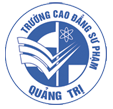 TRƯỜNG CAO ĐẲNG SƯ PHẠM
QUẢNG TRỊ